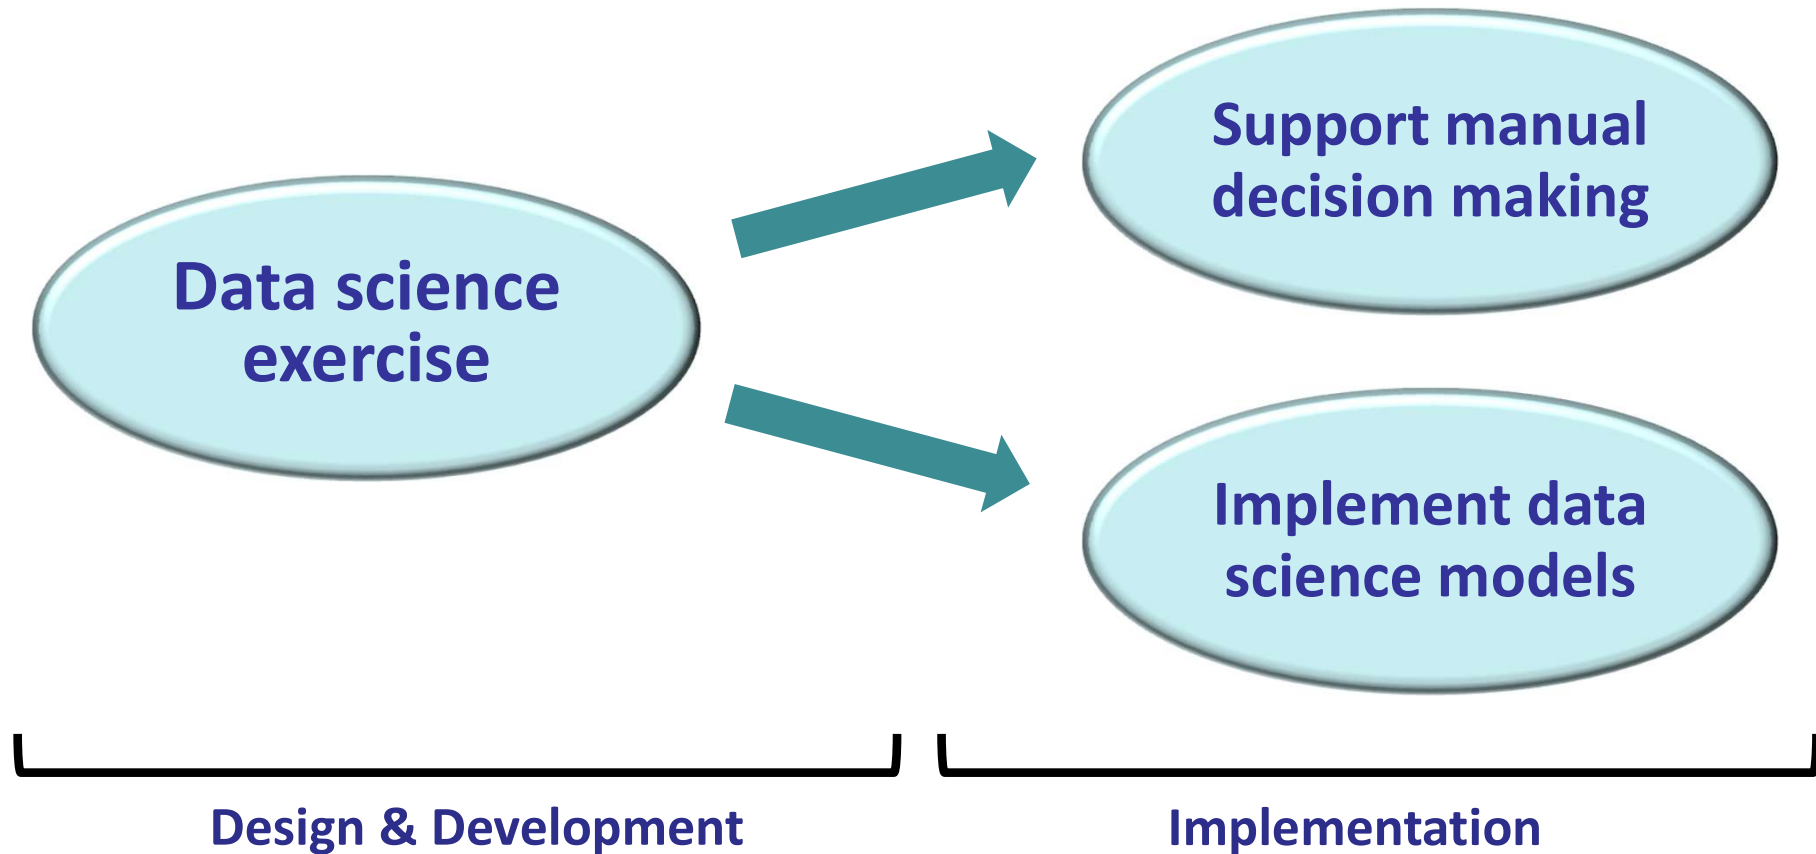 Data science
exercise
Support manual
decision making
Implement data
science models
Design & Development
Implementation